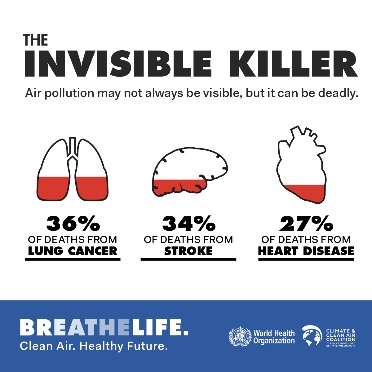 THE
INVISIBLE KILLER
Air pollution may not always be visible, but it can be deadly.
36%
OF DEATHS FROM
LUNG CANCER
34%
OF DEATHS FROM
STROKE
27%
OF DEATHS FROM
HEART DISEASE
BREATHELIFE.
Clean Air. Healthy Future.
World Health
Organization
CLIMATE &
CLEAN AIR
COALITION